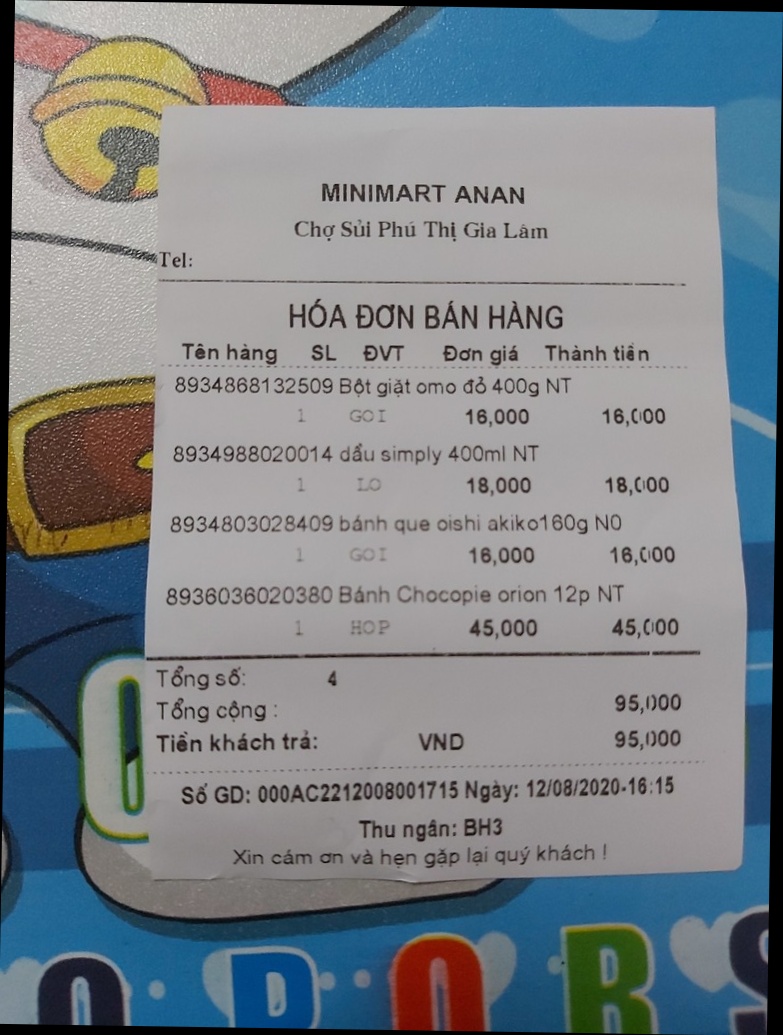 MINIMART ANAN
Chợ Sủi Phú Thị Gia Lâm
Tel:
HÓA ĐƠN BÁN HÀNG
Tên hàng SL ĐVT Đơn giá Thành tiền
8934868132509 Bột giặt omo đỏ 400g NT
1 GOI 16,000 16,000
8934988020014 dầu simply 400ml NT
1 LO 18,000 18,000
8934803028409 bánh que oishi akiko160g N0
1 GOI 16,000 16,000
8936036020380 Bánh Chocopie orion 12p NT
1 HOP 45,000 45,000
Tổng số: 4
Tổng cộng : 95,000
Tiền khách trả: VND 95,000
Số GD: 000AC2212008001715 Ngày: 12/08/2020-16:15
Thu ngân: BH3
Xin cám ơn và hẹn gặp lại quý khách !
O P Q R S